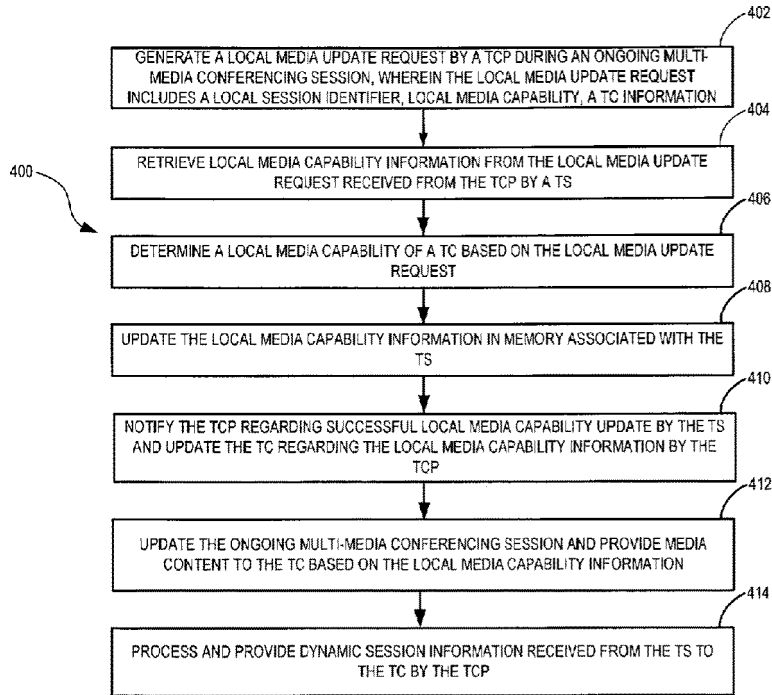 402
GENERATE A LOCAL MEDIA UPDATE REQUEST BY A TCP DURING AN ONGOING MULTI-
MEDIA CONFERENCING SESSION, WHEREIN THE LOCAL MEDIA UPDATE REQUEST
INCLUDES A LOCAL SESSION IDENTIFIER, LOCAL MEDIA CAPABILITY, A TC INFORMATION
404
RETRIEVE LOCAL MEDIA CAPABILITY INFORMATION FROM THE LOCAL MEDIA UPDATE
REQUEST RECEIVED FROM THE TCP BY A TS
400
406
DETERMINE A LOCAL MEDIA CAPABILITY OF A TC BASED ON THE LOCAL MEDIA UPDATE
REQUEST
408
UPDATE THE LOCAL MEDIA CAPABILITY INFORMATION IN MEMORY ASSOCIATED WITH THE
TS
410
NOTIFY THE TCP REGARDING SUCCESSFUL LOCAL MEDIA CAPABILITY UPDATE BY THE TS
AND UPDATE THE TC REGARDING THE LOCAL MEDIA CAPABILITY INFORMATION BY THE
TCP
412
UPDATE THE ONGOING MULTI-MEDIA CONFERENCING SESSION AND PROVIDE MEDIA
CONTENT TO THE TC BASED ON THE LOCAL MEDIA CAPABILITY INFORMATION
414
PROCESS AND PROVIDE DYNAMIC SESSION INFORMATION RECEIVED FROM THE TS TO
THE TC BY THE TCP